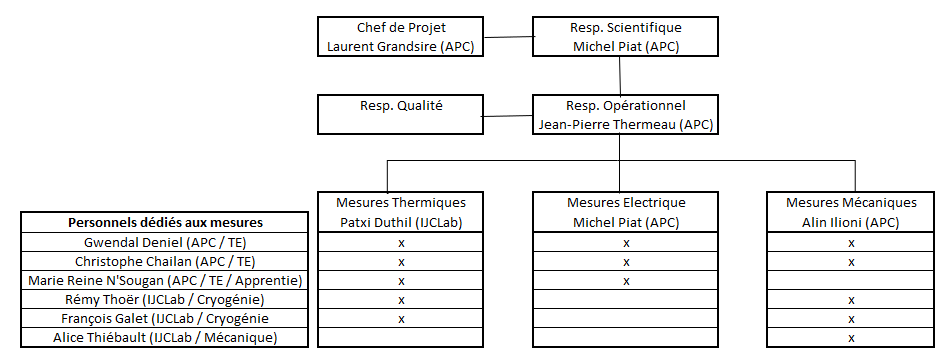 Chef de Projet
Laurent Grandsire (APC)
Resp. Scientifique
Michel Piat (APC)
Resp. Qualité
Resp. Opérationnel
Jean-Pierre Thermeau (APC)
Mesures Thermiques
Patxi Duthil (IJCLab)
Mesures Electrique
Michel Piat (APC)
Mesures Mécaniques
Alin Ilioni (APC)
Personnels dédiés aux mesures
Gwendal Deniel (APC / TE) x x x
Christophe Chailan (APC / TE) x x x
Marie Reine N'Sougan (APC / TE / Apprentie) x x
Rémy Thoër (IJCLab / Cryogénie) x x
François Galet (IJCLab / Cryogénie x x
Alice Thiébault (IJCLab / Mécanique) x